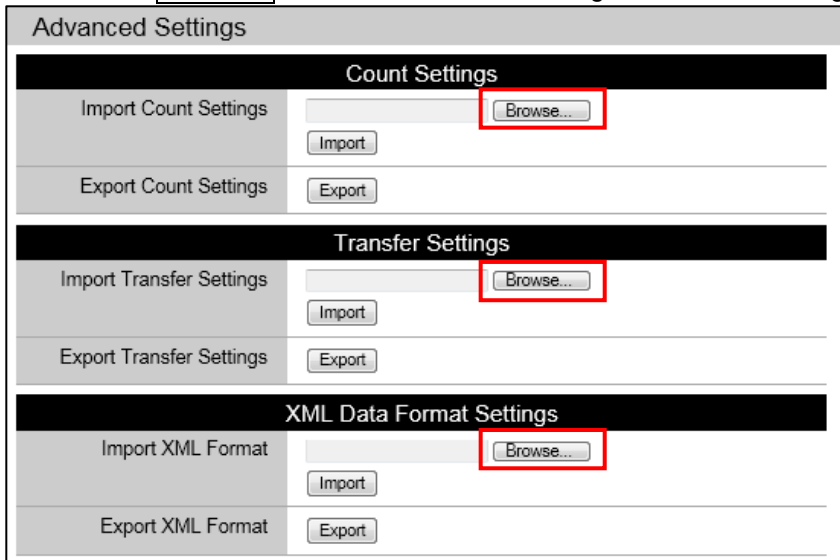 Advanced Settings
Count Settings
Import Count Settings Browse...
Import
Export Count Settings Export
Transfer Settings
Import Transfer Settings Browse...
Import
Export Transfer Settings Export
XML Data Format Settings
Import XML Format Browse...
Import
Export XML Format Export